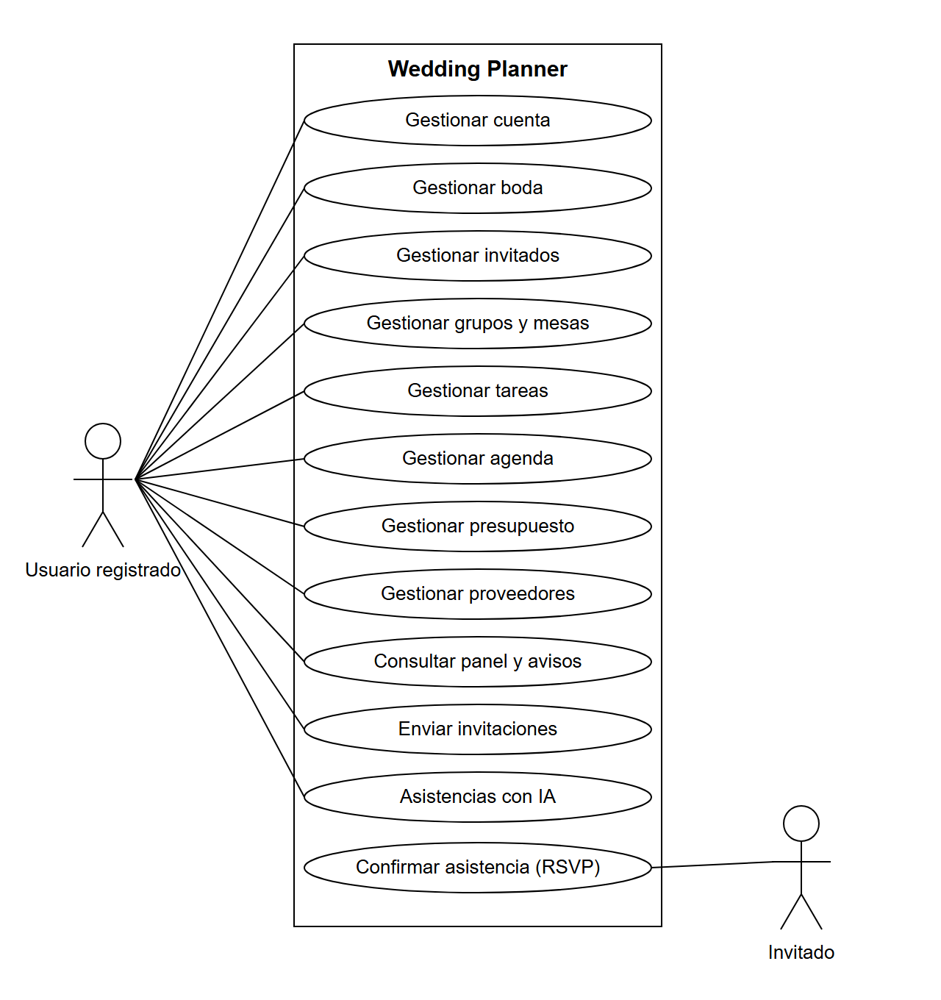 Wedding Planner
Gestionar cuenta
Gestionar boda
Gestionar invitados
Gestionar grupos y mesas
Gestionar tareas
Gestionar agenda
Gestionar presupuesto
Usuario registrado
Gestionar proveedores
Consultar panel y avisos
Enviar invitaciones
Asistencias con IA
Confirmar asistencia (RSVP)
Invitado